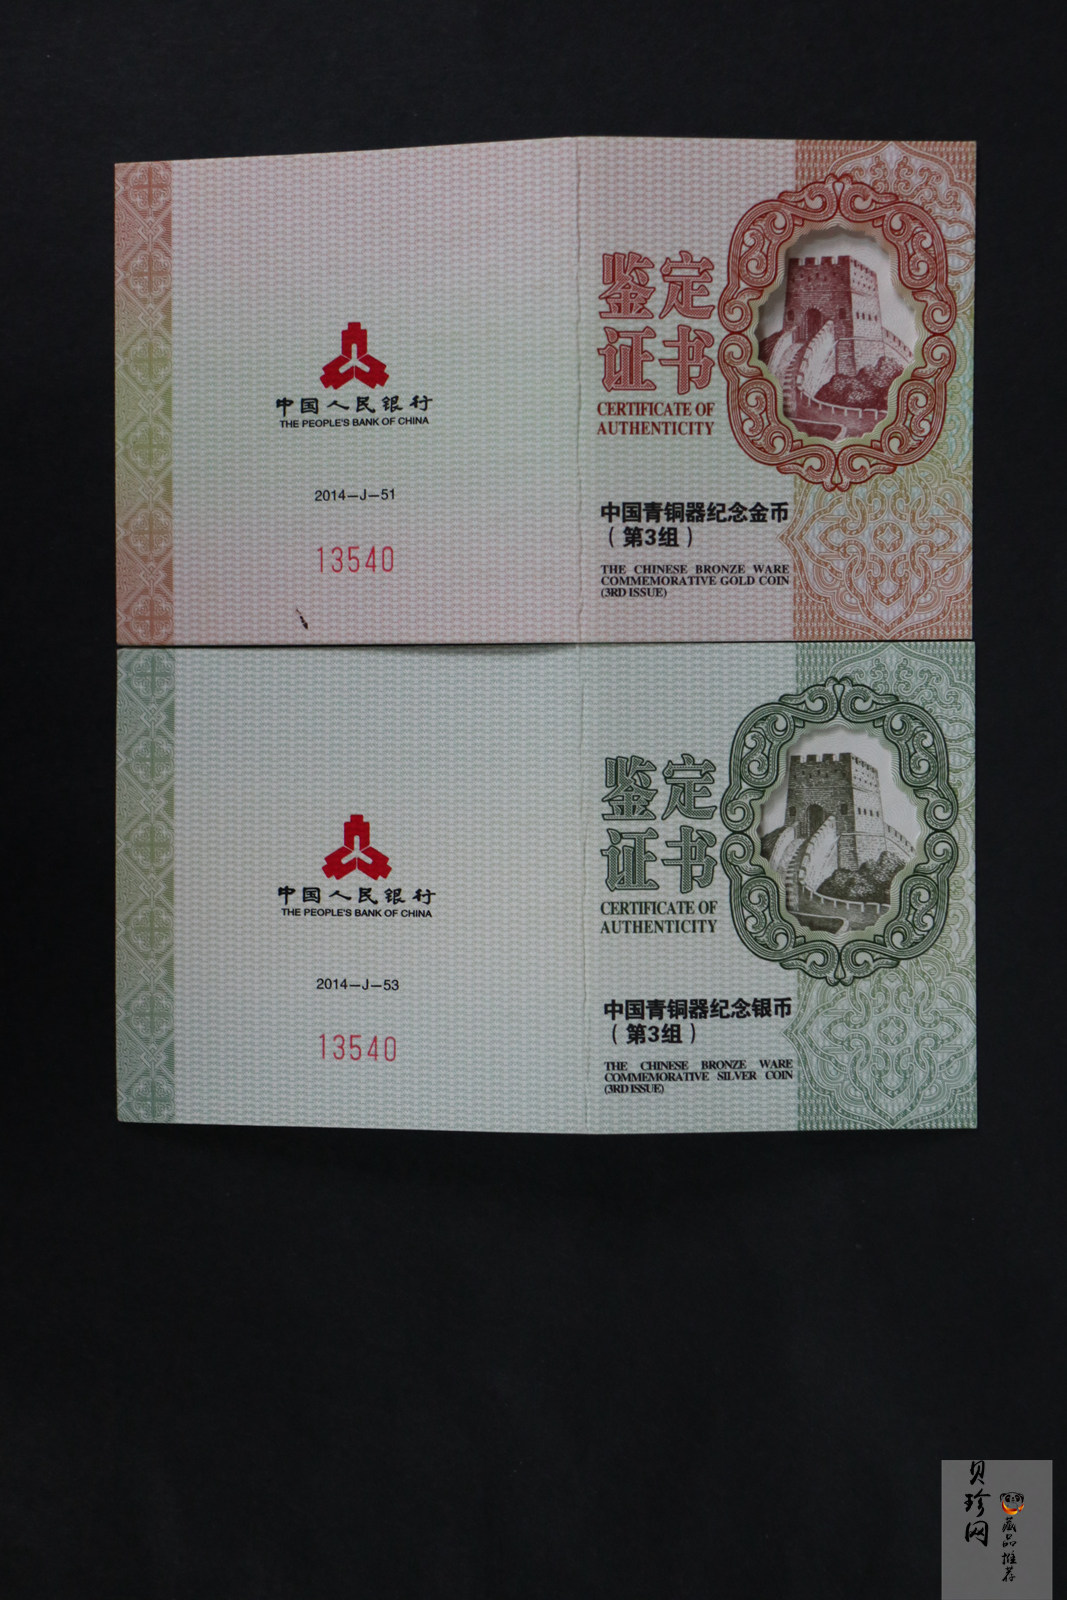 中国人民银行
THE PEOPLE'S BANK OF CHINA
2014-J-51
13540
鉴定
证书
CERTIFICATE OF
AUTHENTICITY
中国青铜器纪念金币
（第3组）
THE CHINESE BRONZE WARE
COMMEMORATIVE GOLD COIN
(3RD ISSUE)
中国人民银行
THE PEOPLE'S BANK OF CHINA
2014-J-53
13540
鉴定
证书
CERTIFICATE OF
AUTHENTICITY
中国青铜器纪念银币
（第3组）
THE CHINESE BRONZE WARE
COMMEMORATIVE SILVER COIN
(3RD ISSUE)
贝珍网
藏品推荐